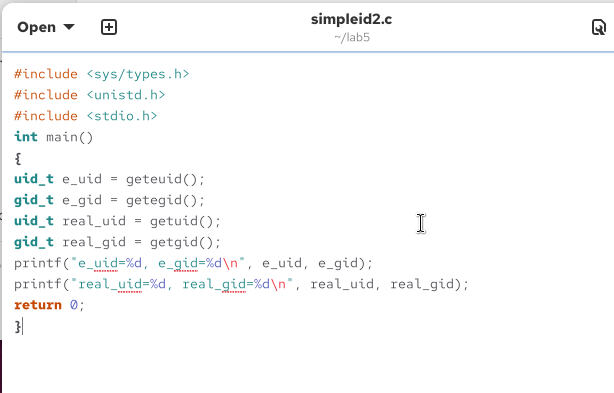 Open
simpleid2.c
~/lab5
#include <sys/types.h>
#include <unistd.h>
#include <stdio.h>
int main()
{
uid_t e_uid = geteuid();
gid_t e_gid = getegid();
uid_t real_uid = getuid();
gid_t real_gid = getgid();
printf("e_uid=%d, e_gid=%d\n", e_uid, e_gid);
printf("real_uid=%d, real_gid=%d\n", real_uid, real_gid);
return 0;
}